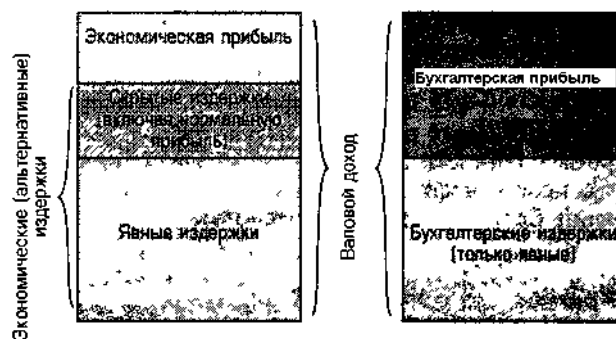 Экономическая прибыль
Скрытые издержки
(включая нормальную
прибыль)
Явные издержки
Экономические (альтернативные)
издержки
Валовой доход
Бухгалтерская прибыль
Бухгалтерские издержки
(только явные)